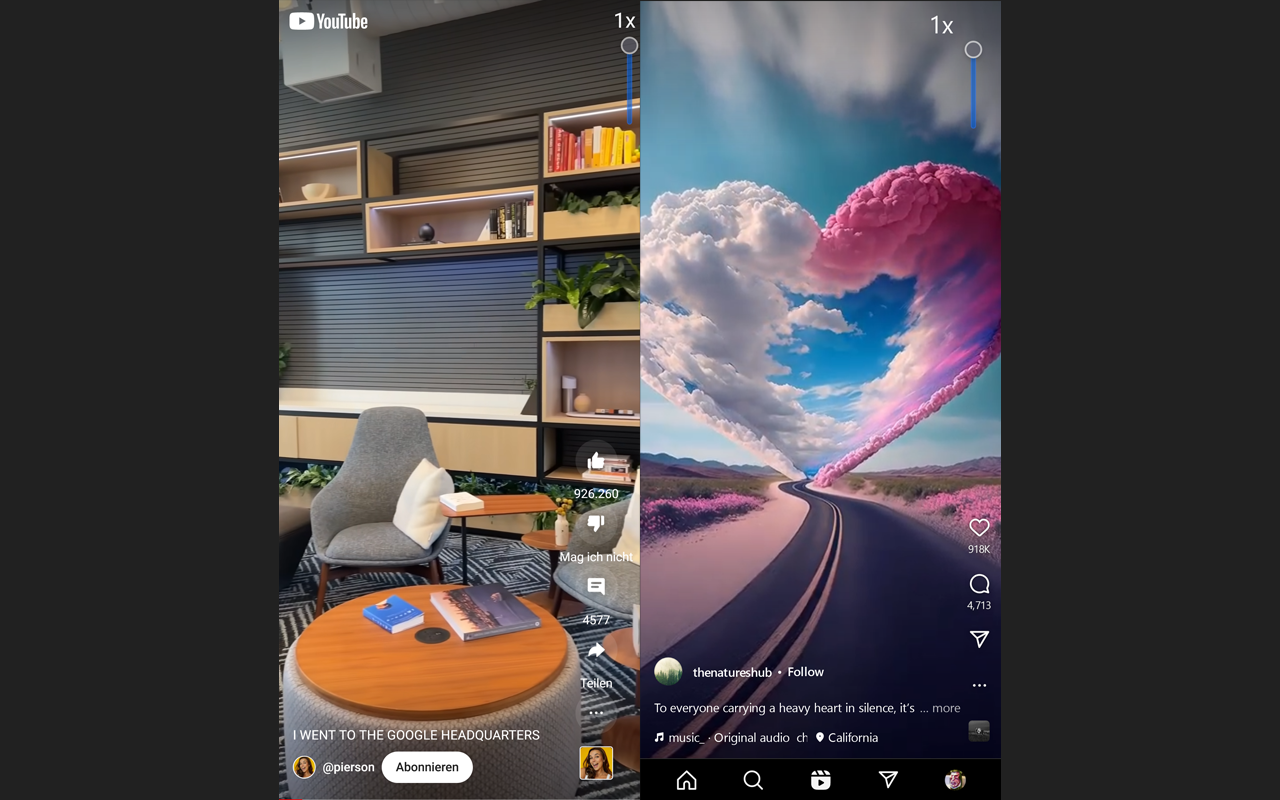 YouTube
1x
926.260
Mag ich nicht
4577
Teilen
I WENT TO THE GOOGLE HEADQUARTERS
@pierson
Abonnieren
1x
918K
4,713
thenatureshub • Follow
To everyone carrying a heavy heart in silence, it's ... more
music_ · Original audio ch
California